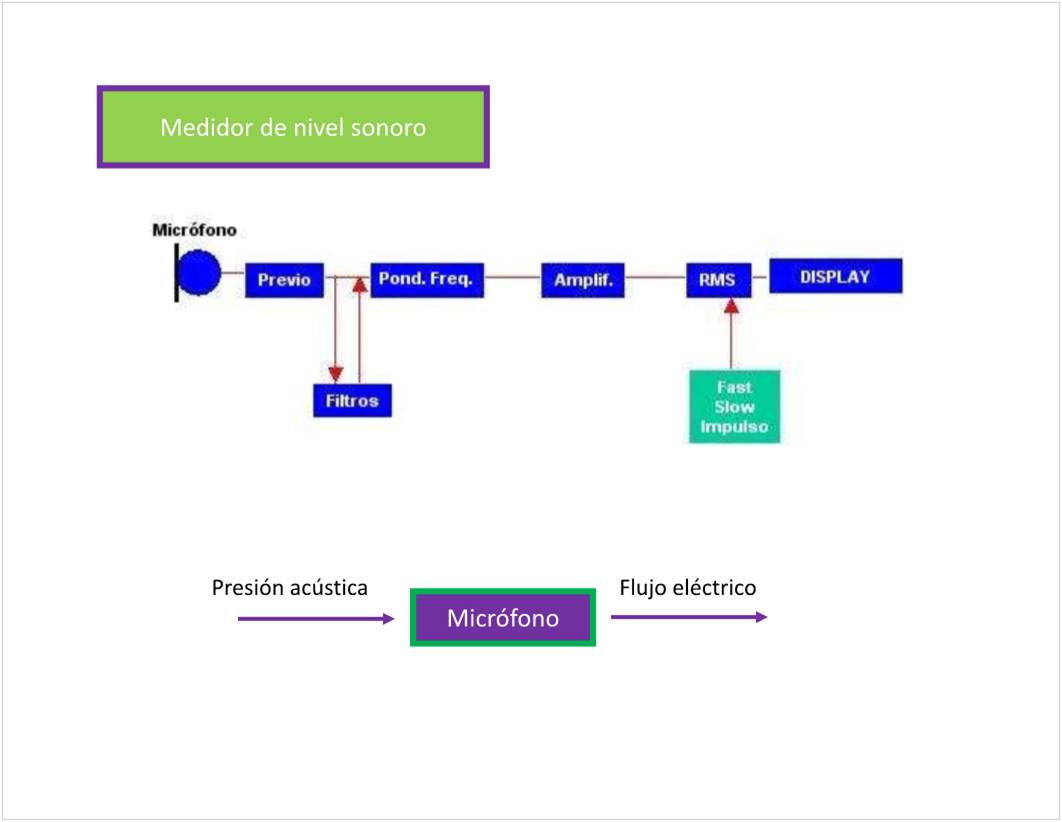 Medidor de nivel sonoro
Micrófono
Previo
Pond. Freq.
Amplif.
RMS
DISPLAY
Filtros
Fast
Slow
Impulso
Presión acústica
Micrófono
Flujo eléctrico